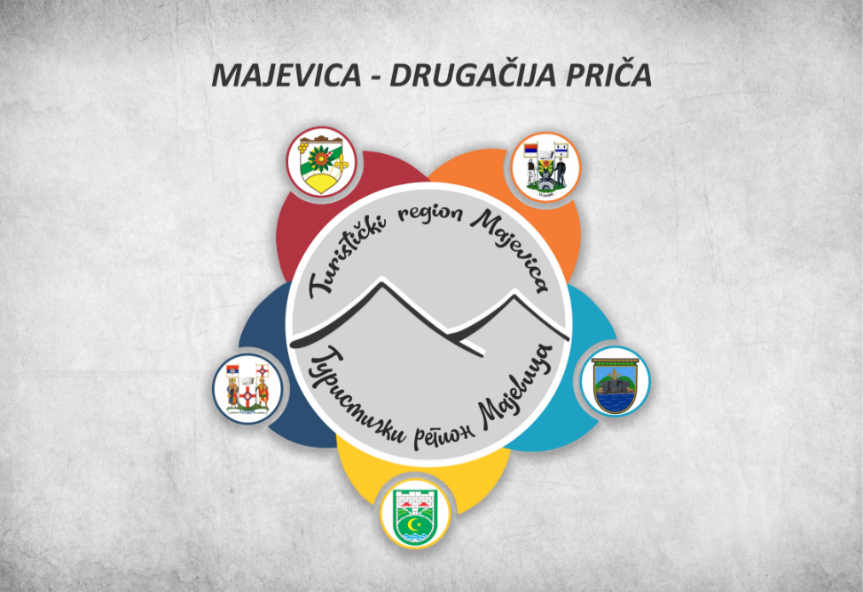 MAJEVICA - DRUGAČIJA PRIČA
Turistički region Majevica
Туристички регион Мајевица